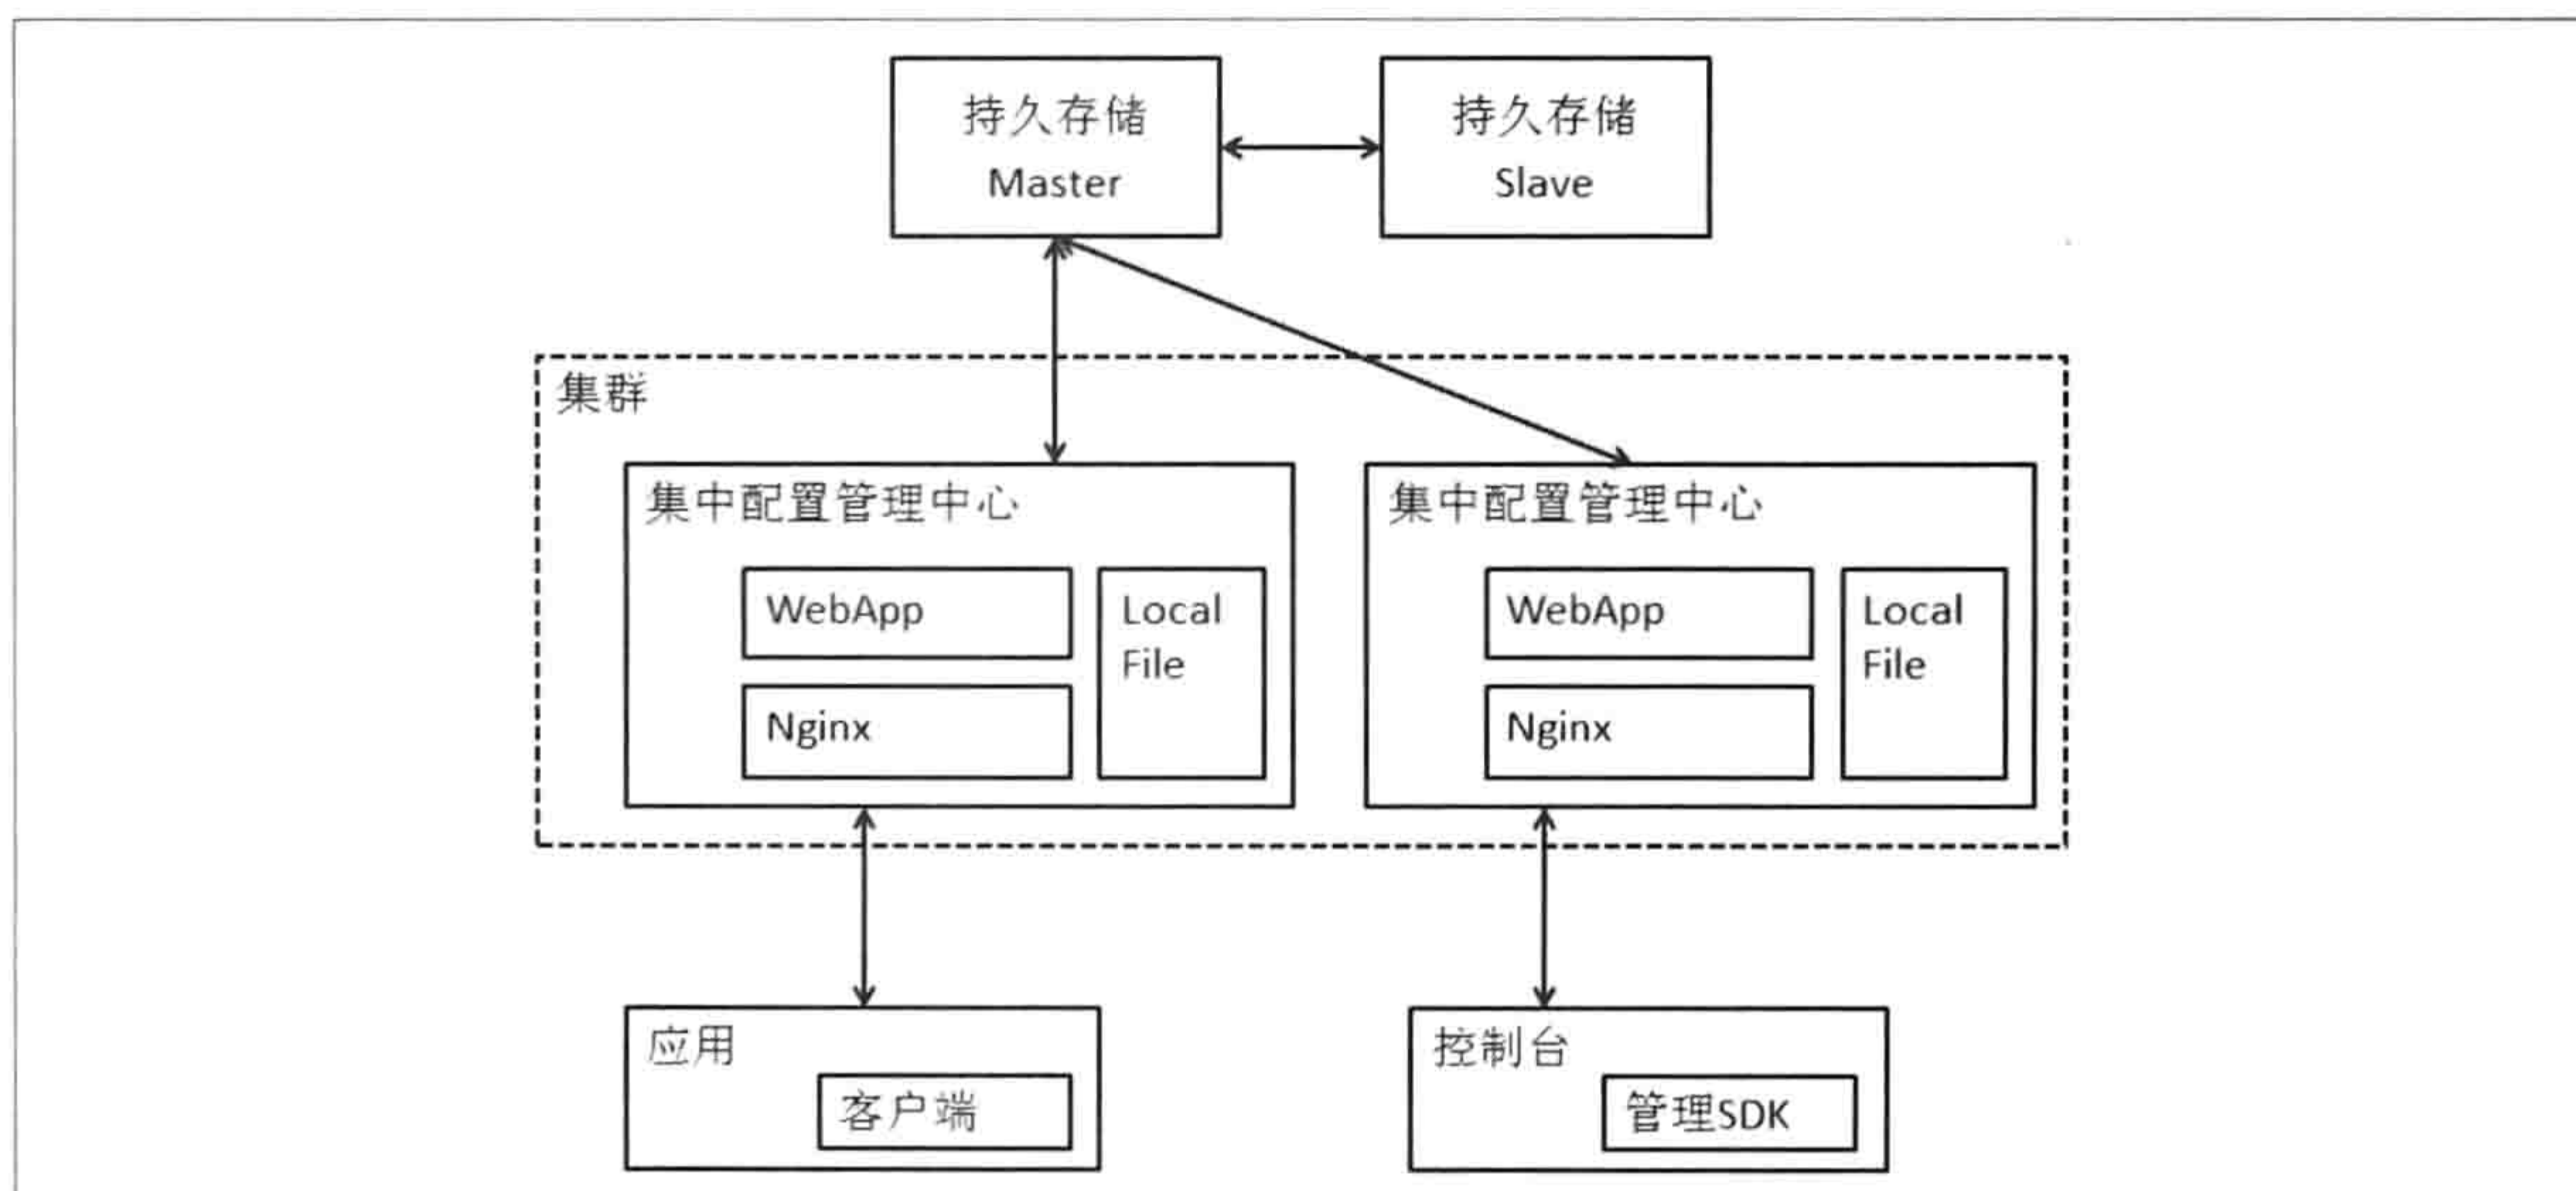 持久存储
Master
持久存储
Slave
集群
集中配置管理中心
WebApp
Local
File
Nginx
集中配置管理中心
WebApp
Local
File
Nginx
应用
客户端
控制台
管理SDK